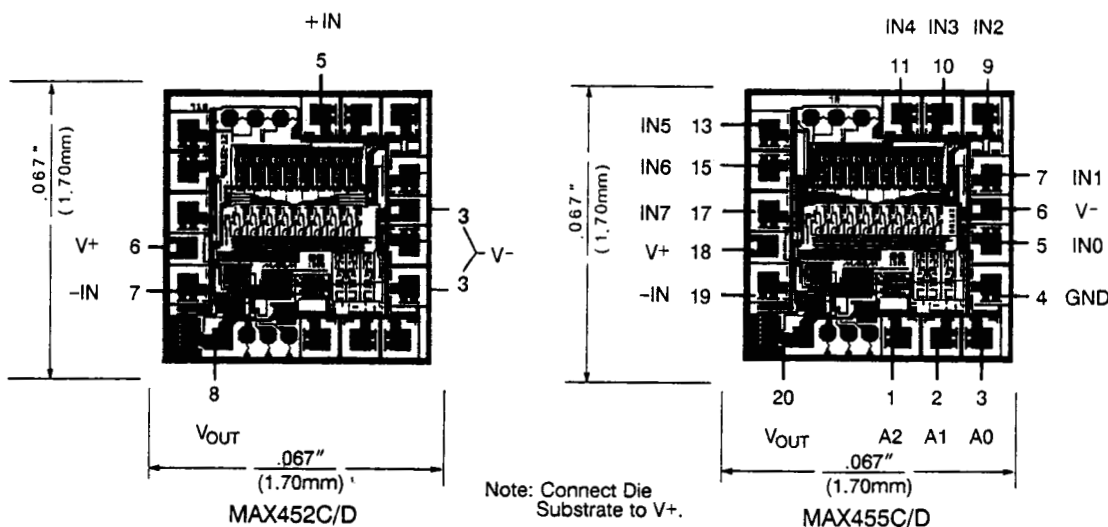 +IN
5
.067"
(1.70mm)
V+ 6
-IN 7
3
3
V-
8
VOUT
.067"
(1.70mm)
MAX452C/D
Note: Connect Die
Substrate to V+.
IN4 IN3 IN2
11 10 9
.067"
(1.70mm)
IN5 13
IN6 15
IN7 17
V+ 18
-IN 19
7 IN1
6 V-
5 IN0
4 GND
20 1 2 3
VOUT A2 A1 A0
.067"
(1.70mm)
MAX455C/D